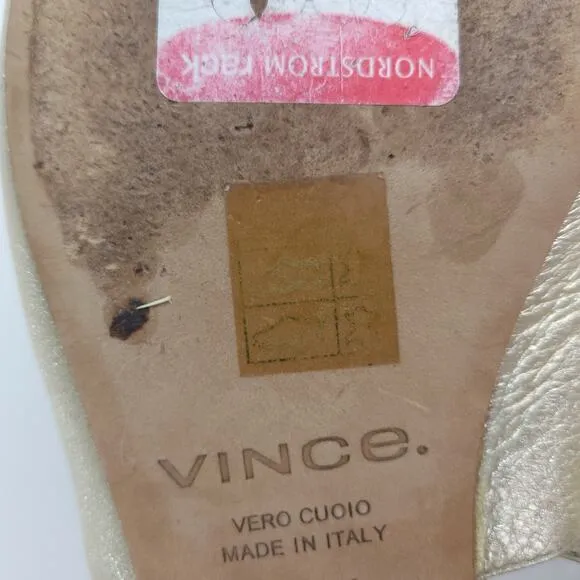 NORDSTROM rack
VINCE.
VERO CUOIO
MADE IN ITALY